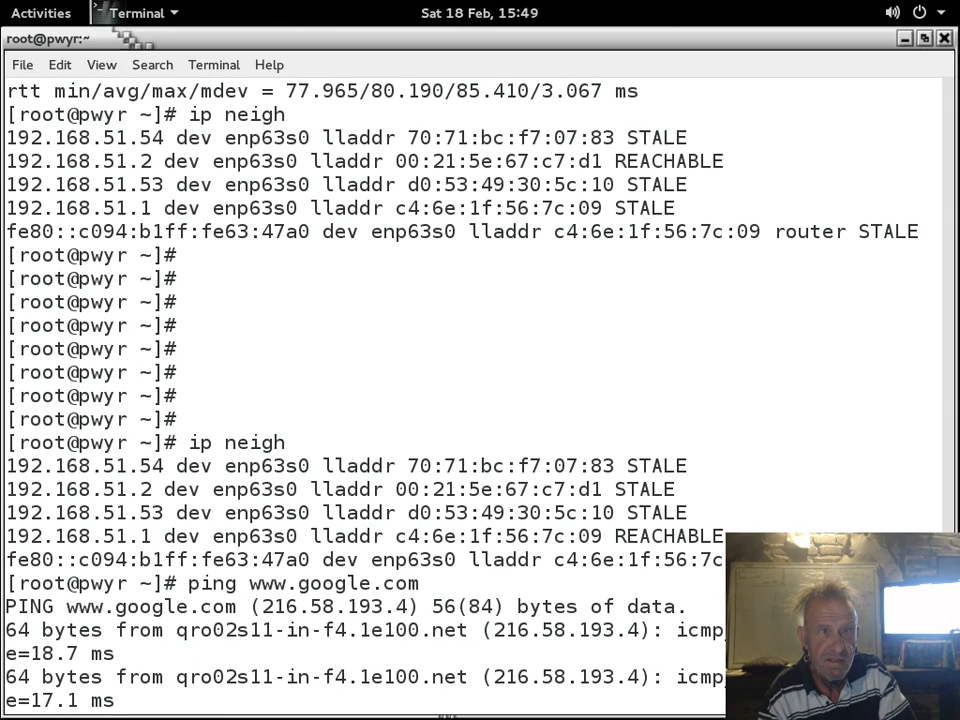 Activities Terminal Sat 18 Feb, 15:49
root@pwyr:~
File Edit View Search Terminal Help
rtt min/avg/max/mdev = 77.965/80.190/85.410/3.067 ms
[root@pwyr ~]# ip neigh
192.168.51.54 dev enp63s0 lladdr 70:71:bc:f7:07:83 STALE
192.168.51.2 dev enp63s0 lladdr 00:21:5e:67:c7:d1 REACHABLE
192.168.51.53 dev enp63s0 lladdr d0:53:49:30:5c:10 STALE
192.168.51.1 dev enp63s0 lladdr c4:6e:1f:56:7c:09 STALE
fe80::c094:b1ff:fe63:47a0 dev enp63s0 lladdr c4:6e:1f:56:7c:09 router STALE
[root@pwyr ~]#
[root@pwyr ~]#
[root@pwyr ~]#
[root@pwyr ~]#
[root@pwyr ~]#
[root@pwyr ~]#
[root@pwyr ~]#
[root@pwyr ~]#
[root@pwyr ~]# ip neigh
192.168.51.54 dev enp63s0 lladdr 70:71:bc:f7:07:83 STALE
192.168.51.2 dev enp63s0 lladdr 00:21:5e:67:c7:d1 STALE
192.168.51.53 dev enp63s0 lladdr d0:53:49:30:5c:10 STALE
192.168.51.1 dev enp63s0 lladdr c4:6e:1f:56:7c:09 REACHABLE
fe80::c094:b1ff:fe63:47a0 dev enp63s0 lladdr c4:6e:1f:56:7c
[root@pwyr ~]# ping www.google.com
PING www.google.com (216.58.193.4) 56(84) bytes of data.
64 bytes from qro02s11-in-f4.1e100.net (216.58.193.4): icmp
e=18.7 ms
64 bytes from qro02s11-in-f4.1e100.net (216.58.193.4): icmp
e=17.1 ms